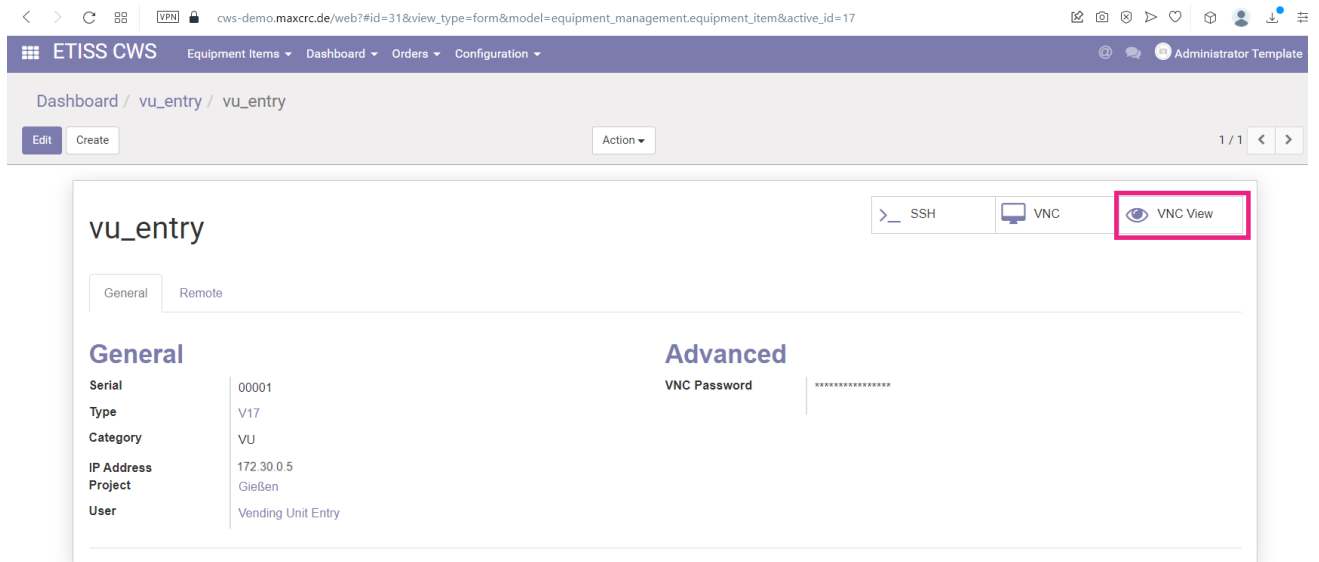 VPN cws-demo.maxcrc.de/web?#id=31&view_type=form&model=equipment_management.equipment_item&active_id=17
ETISS CWS Equipment Items Dashboard Orders Configuration @ Administrator Template
Dashboard / vu_entry / vu_entry
Edit Create Action 1 / 1
vu_entry >_ SSH VNC VNC View
General Remote
General Advanced
Serial 00001 VNC Password ****************
Type V17
Category VU
IP Address 172.30.0.5
Project Gießen
User Vending Unit Entry